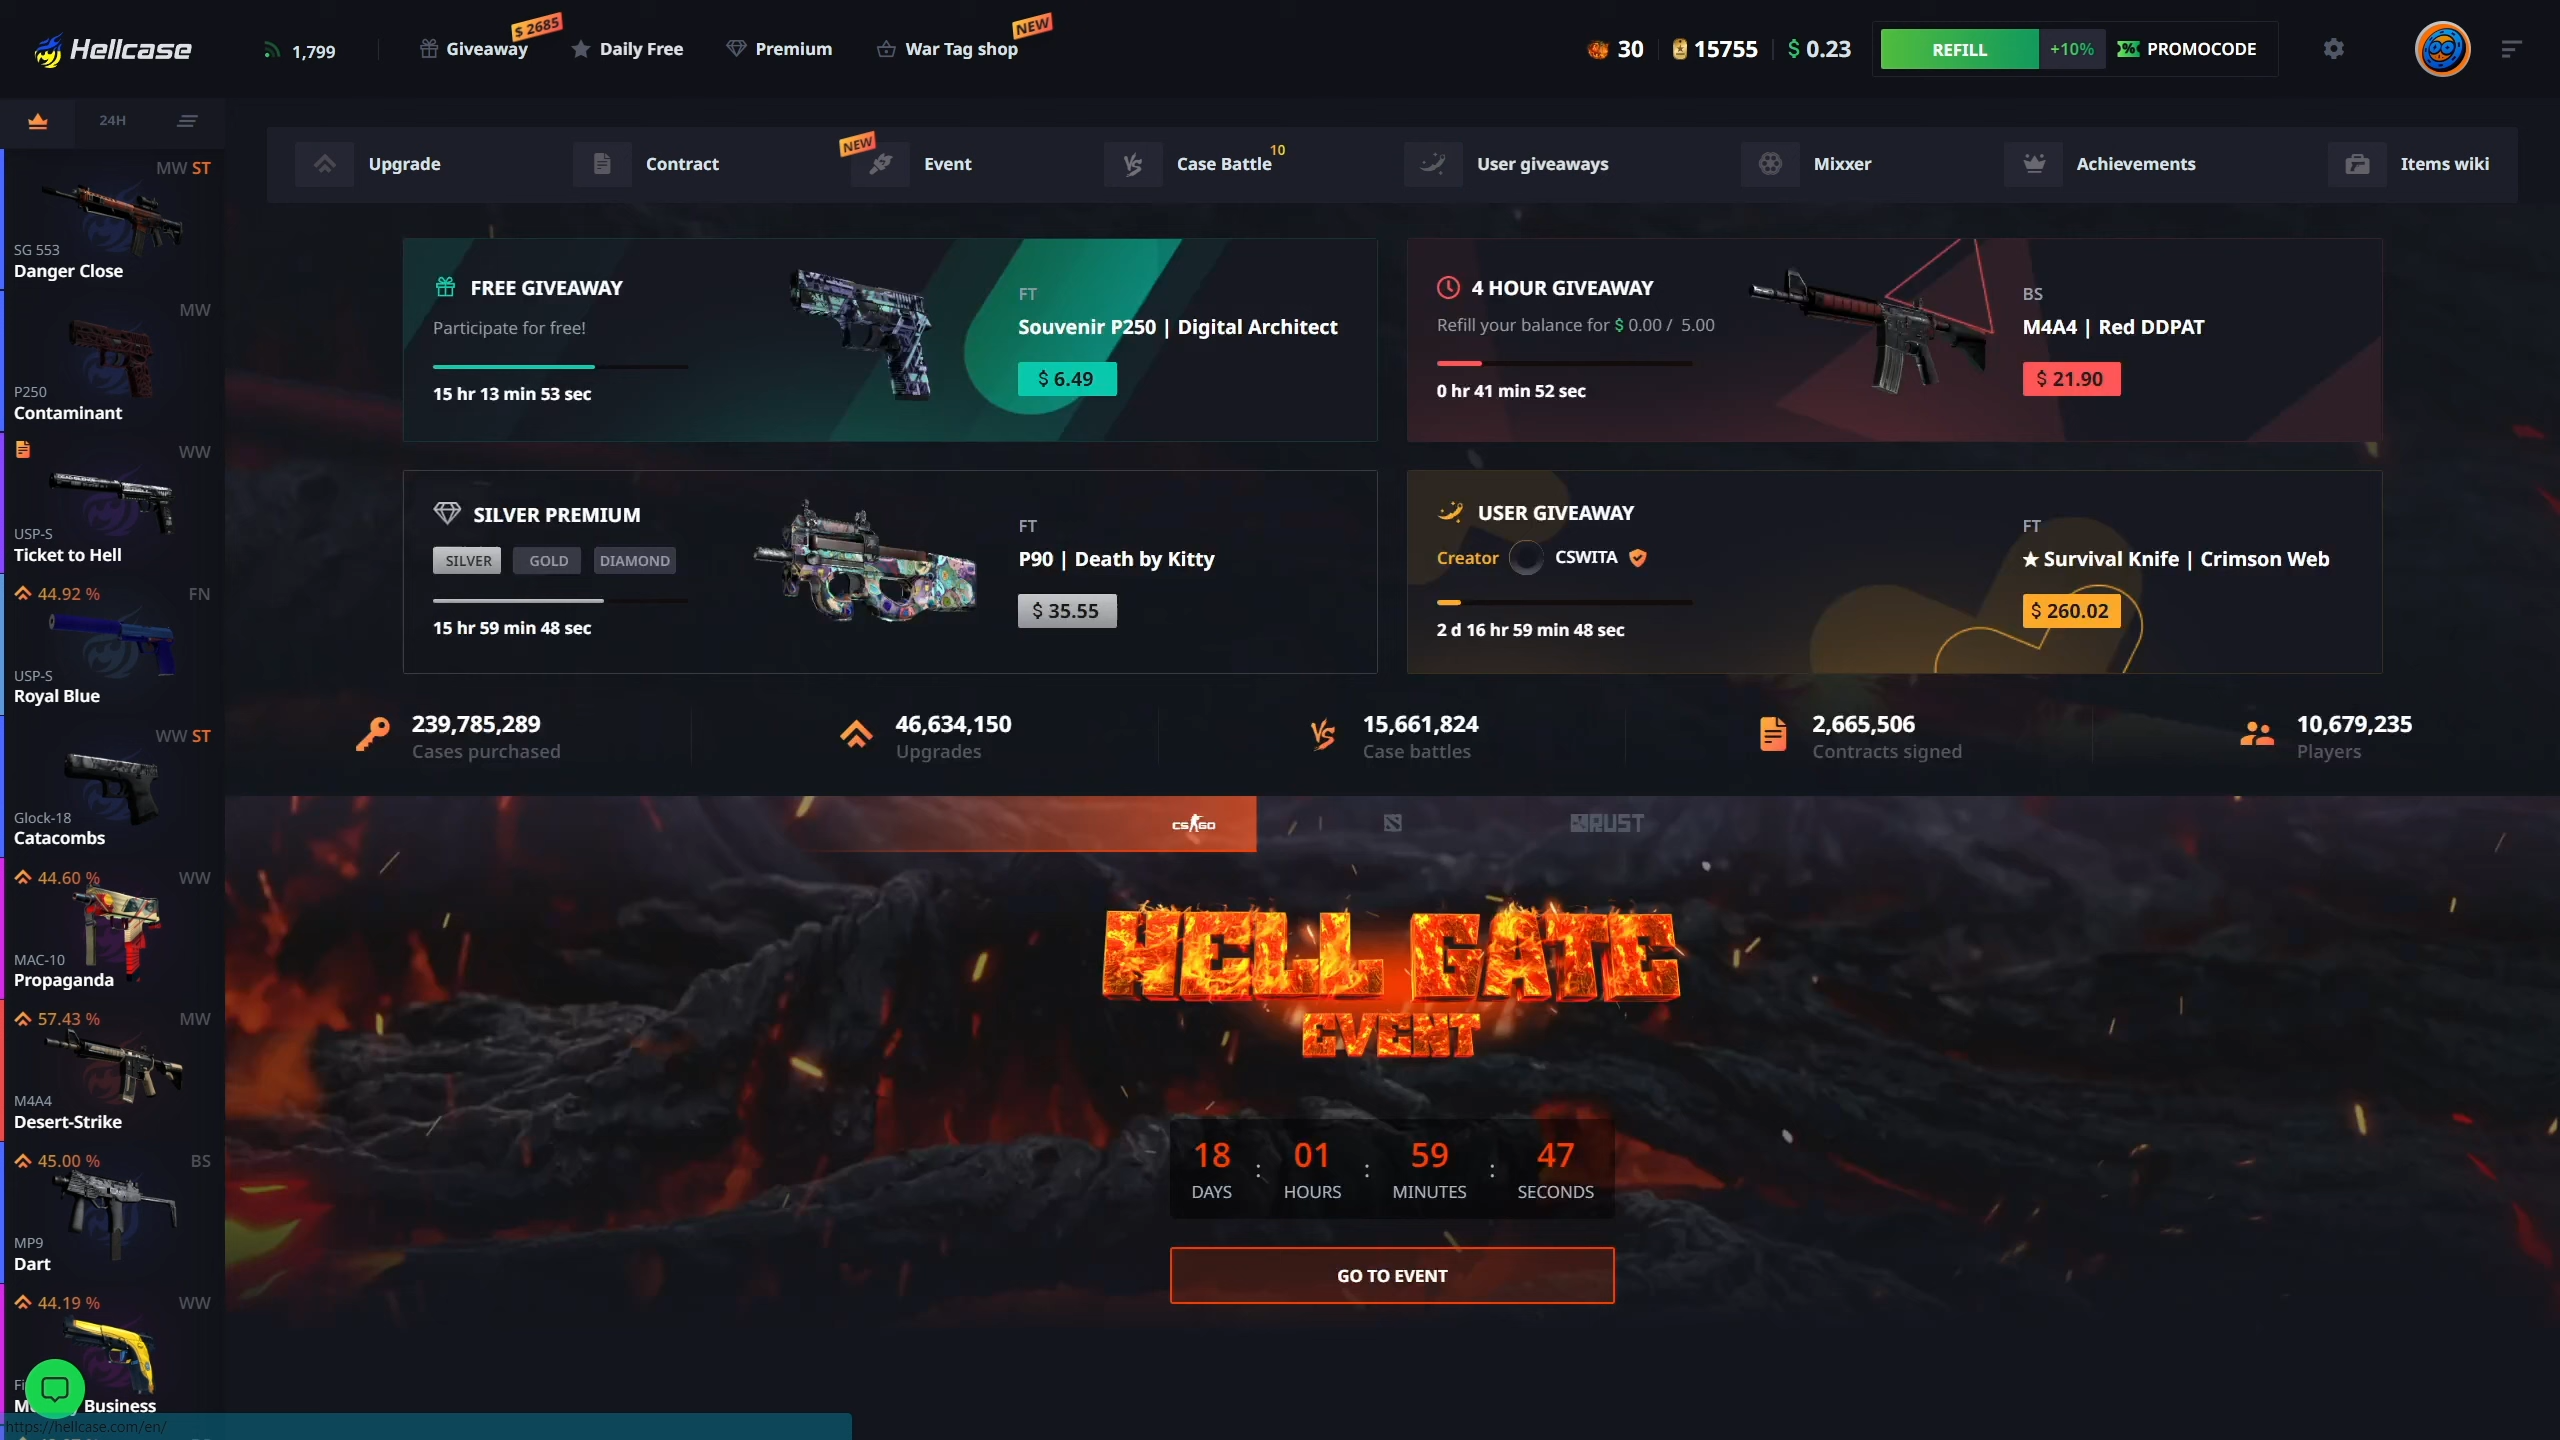 Hellcase
1,799
Giveaway
$ 2685
Daily Free
Premium
War Tag shop
NEW
30
15755
$ 0.23
REFILL
+10%
PROMOCODE
24H
Upgrade
Contract
NEW
Event
Case Battle
10
User giveaways
Mixxer
Achievements
Items wiki
MW ST
SG 553
Danger Close
MW
P250
Contaminant
WW
USP-S
Ticket to Hell
44.92 %
FN
USP-S
Royal Blue
WW ST
Glock-18
Catacombs
44.60 %
WW
MAC-10
Propaganda
57.43 %
MW
M4A4
Desert-Strike
45.00 %
BS
MP9
Dart
44.19 %
WW
Business
https://hellcase.com/en/
FREE GIVEAWAY
Participate for free!
15 hr 13 min 53 sec
FT
Souvenir P250 | Digital Architect
$ 6.49
4 HOUR GIVEAWAY
Refill your balance for $ 0.00 / 5.00
0 hr 41 min 52 sec
BS
M4A4 | Red DDPAT
$ 21.90
SILVER PREMIUM
SILVER
GOLD
DIAMOND
15 hr 59 min 48 sec
FT
P90 | Death by Kitty
$ 35.55
USER GIVEAWAY
Creator
CSWITA
2 d 16 hr 59 min 48 sec
FT
★ Survival Knife | Crimson Web
$ 260.02
239,785,289
Cases purchased
46,634,150
Upgrades
VS
15,661,824
Case battles
2,665,506
Contracts signed
10,679,235
Players
CS GO
RUST
HELL GATE
EVENT
18 : 01 : 59 : 47
DAYS HOURS MINUTES SECONDS
GO TO EVENT